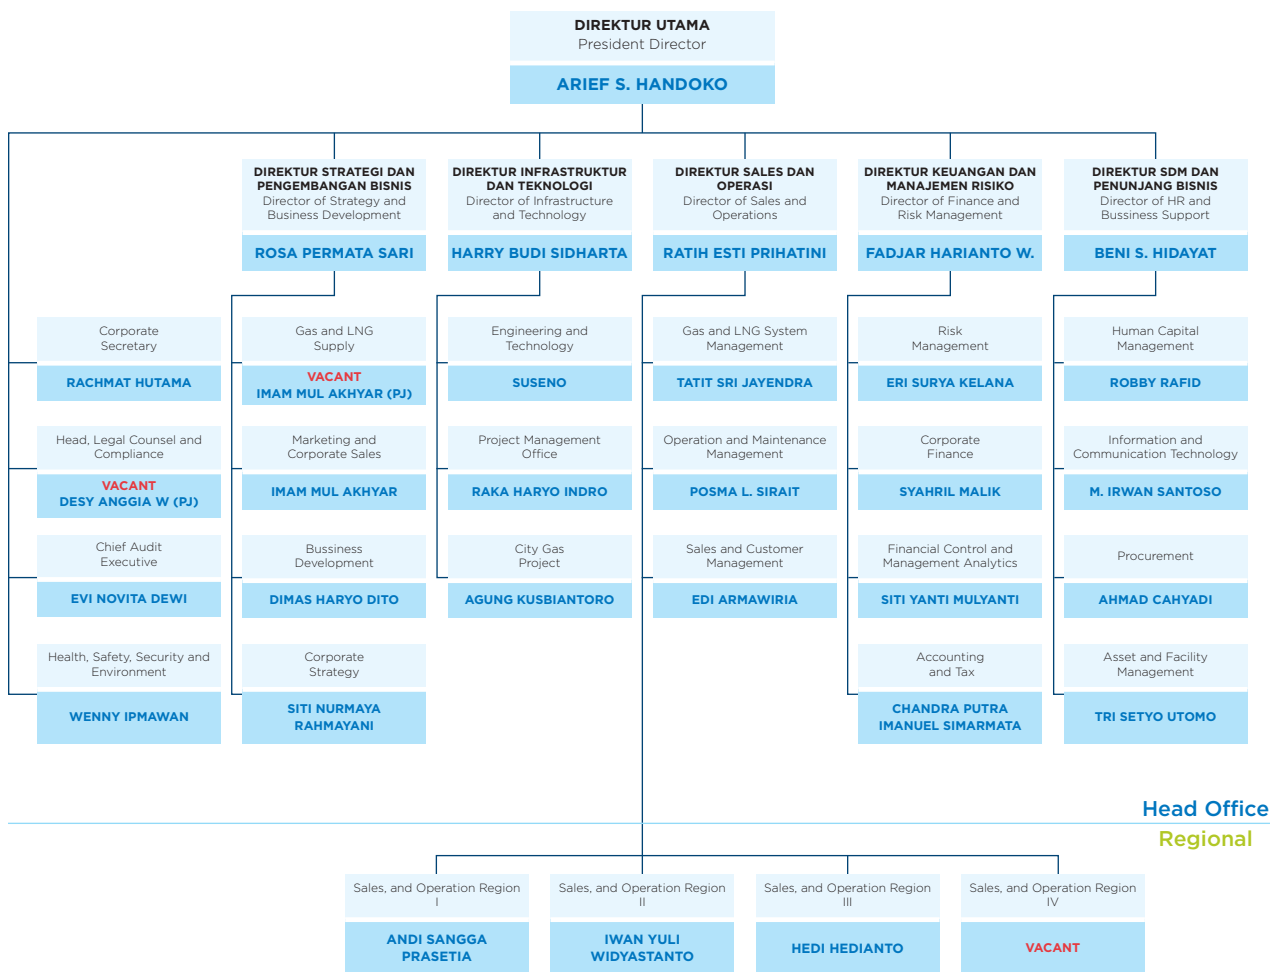 DIREKTUR UTAMA
President Director
ARIEF S. HANDOKO
DIREKTUR STRATEGI DAN
PENGEMBANGAN BISNIS
Director of Strategy and
Business Development
ROSA PERMATA SARI
DIREKTUR INFRASTRUKTUR
DAN TEKNOLOGI
Director of Infrastructure
and Technology
HARRY BUDI SIDHARTA
DIREKTUR SALES DAN
OPERASI
Director of Sales and
Operations
RATIH ESTI PRIHATINI
DIREKTUR KEUANGAN DAN
MANAJEMEN RISIKO
Director of Finance and
Risk Management
FADJAR HARIANTO W.
DIREKTUR SDM DAN
PENUNJANG BISNIS
Director of HR and
Bussiness Support
BENI S. HIDAYAT
Corporate
Secretary
RACHMAT HUTAMA
Head, Legal Counsel and
Compliance
VACANT
DESY ANGGIA W (PJ)
Chief Audit
Executive
EVI NOVITA DEWI
Health, Safety, Security and
Environment
WENNY IPMAWAN
Gas and LNG
Supply
VACANT
IMAM MUL AKHYAR (PJ)
Marketing and
Corporate Sales
IMAM MUL AKHYAR
Bussiness
Development
DIMAS HARYO DITO
Corporate
Strategy
SITI NURMAYA
RAHMAYANI
Engineering and
Technology
SUSENO
Project Management
Office
RAKA HARYO INDRO
City Gas
Project
AGUNG KUSBIANTORO
Gas and LNG System
Management
TATIT SRI JAYENDRA
Operation and Maintenance
Management
POSMA L. SIRAIT
Sales and Customer
Management
EDI ARMAWIRIA
Risk
Management
ERI SURYA KELANA
Corporate
Finance
SYAHRIL MALIK
Financial Control and
Management Analytics
SITI YANTI MULYANTI
Accounting
and Tax
CHANDRA PUTRA
IMANUEL SIMARMATA
Human Capital
Management
ROBBY RAFID
Information and
Communication Technology
M. IRWAN SANTOSO
Procurement
AHMAD CAHYADI
Asset and Facility
Management
TRI SETYO UTOMO
Head Office
Regional
Sales, and Operation Region
I
ANDI SANGGA
PRASETIA
Sales, and Operation Region
II
IWAN YULI
WIDYASTANTO
Sales, and Operation Region
III
HEDI HEDIANTO
Sales, and Operation Region
IV
VACANT